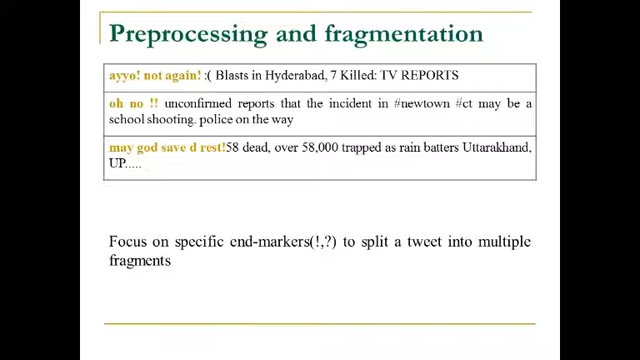 Preprocessing and fragmentation
ayyo! not again! :( Blasts in Hyderabad, 7 Killed: TV REPORTS
oh no !! unconfirmed reports that the incident in #newtown #ct may be a
school shooting. police on the way
may god save d rest!58 dead, over 58,000 trapped as rain batters Uttarakhand,
UP.....
Focus on specific end-markers(!,?) to split a tweet into multiple
fragments